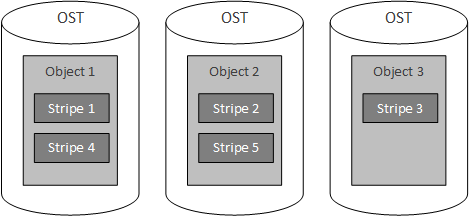 OST
Object 1
Stripe 1
Stripe 4
OST
Object 2
Stripe 2
Stripe 5
OST
Object 3
Stripe 3